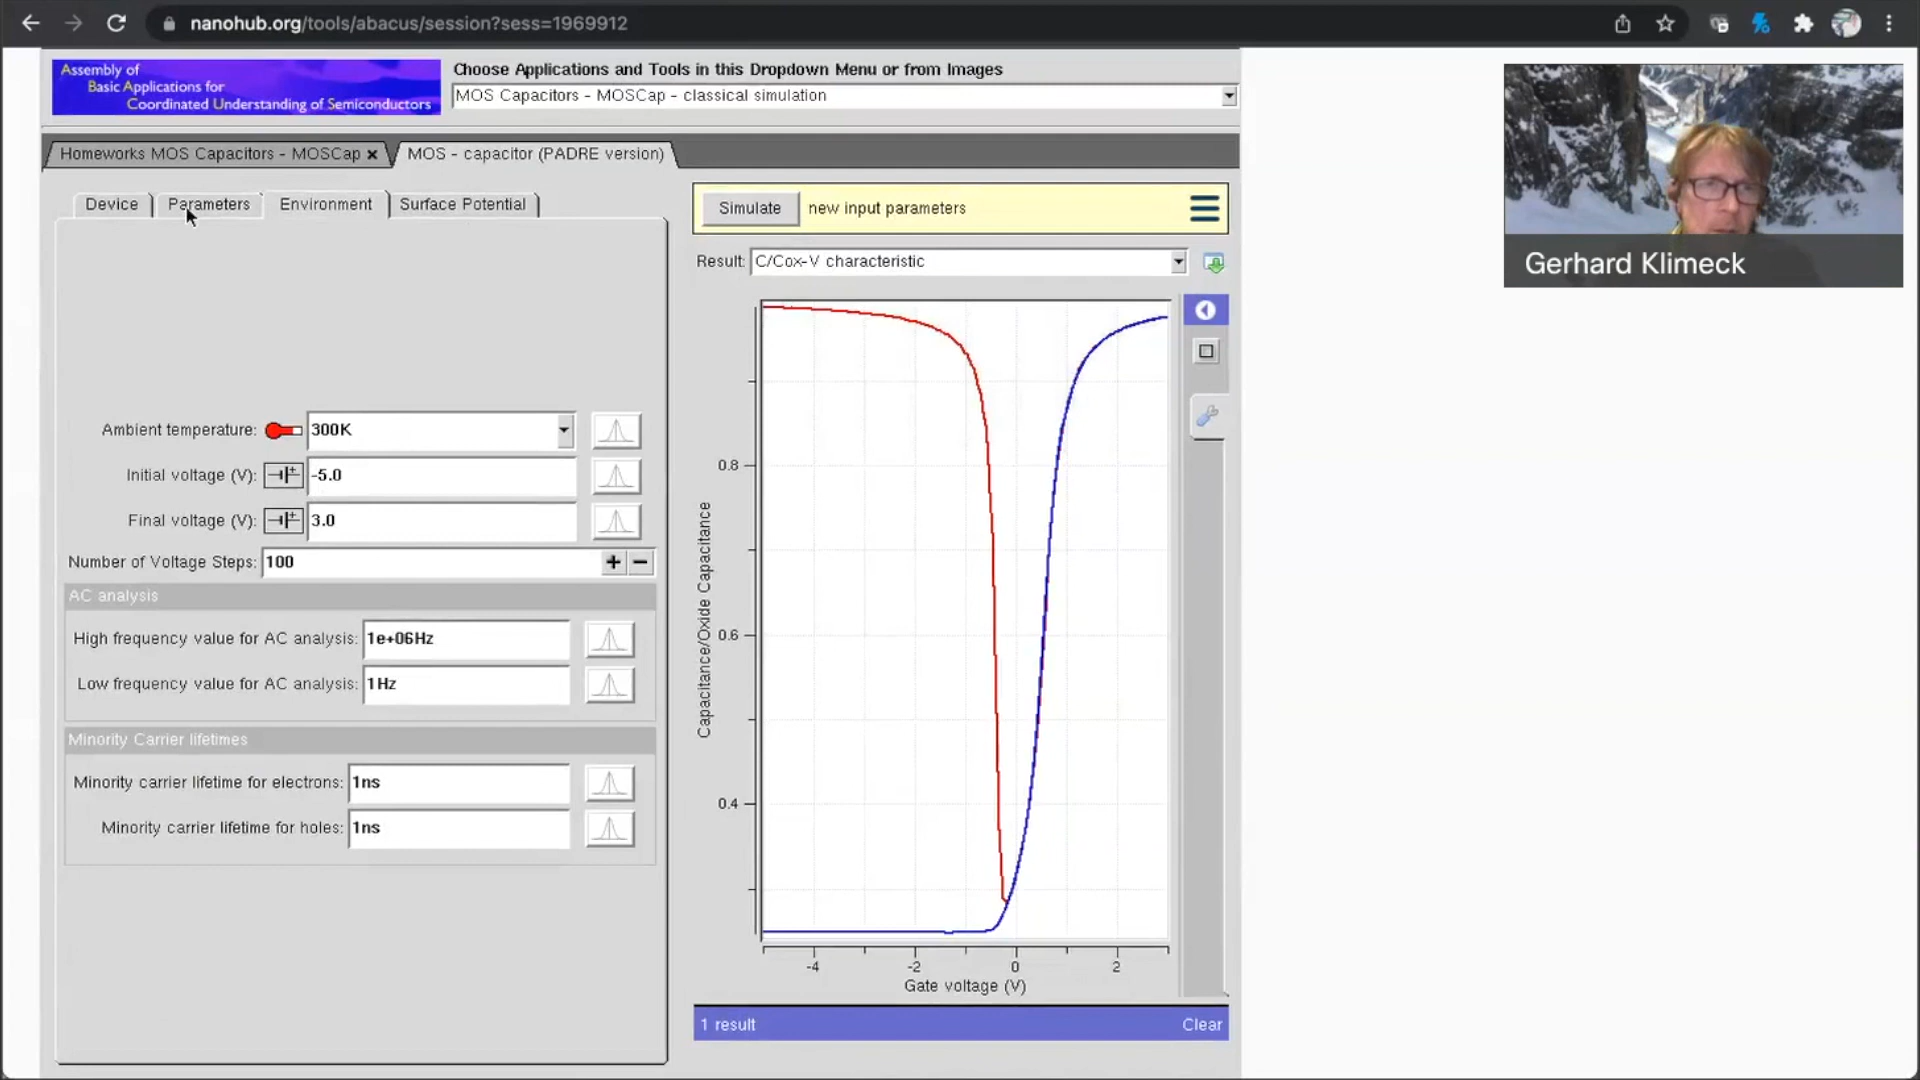 nanohub.org/tools/abacus/session?sess=1969912
Assembly of
Basic Applications for
Coordinated Understanding of Semiconductors
Choose Applications and Tools in this Dropdown Menu or from Images
MOS Capacitors - MOSCap - classical simulation
Homeworks MOS Capacitors - MOSCap
MOS - capacitor (PADRE version)
Device
Parameters
Environment
Surface Potential
Ambient temperature:
300K
Initial voltage (V):
-5.0
Final voltage (V):
3.0
Number of Voltage Steps:
100
+
−
AC analysis
High frequency value for AC analysis:
1e+06Hz
Low frequency value for AC analysis:
1Hz
Minority Carrier lifetimes
Minority carrier lifetime for electrons:
1ns
Minority carrier lifetime for holes:
1ns
Simulate
new input parameters
Result:
C/Cox-V characteristic
0.8
0.6
0.4
Capacitance/Oxide Capacitance
-4
-2
0
2
Gate voltage (V)
1 result
Clear
Gerhard Klimeck